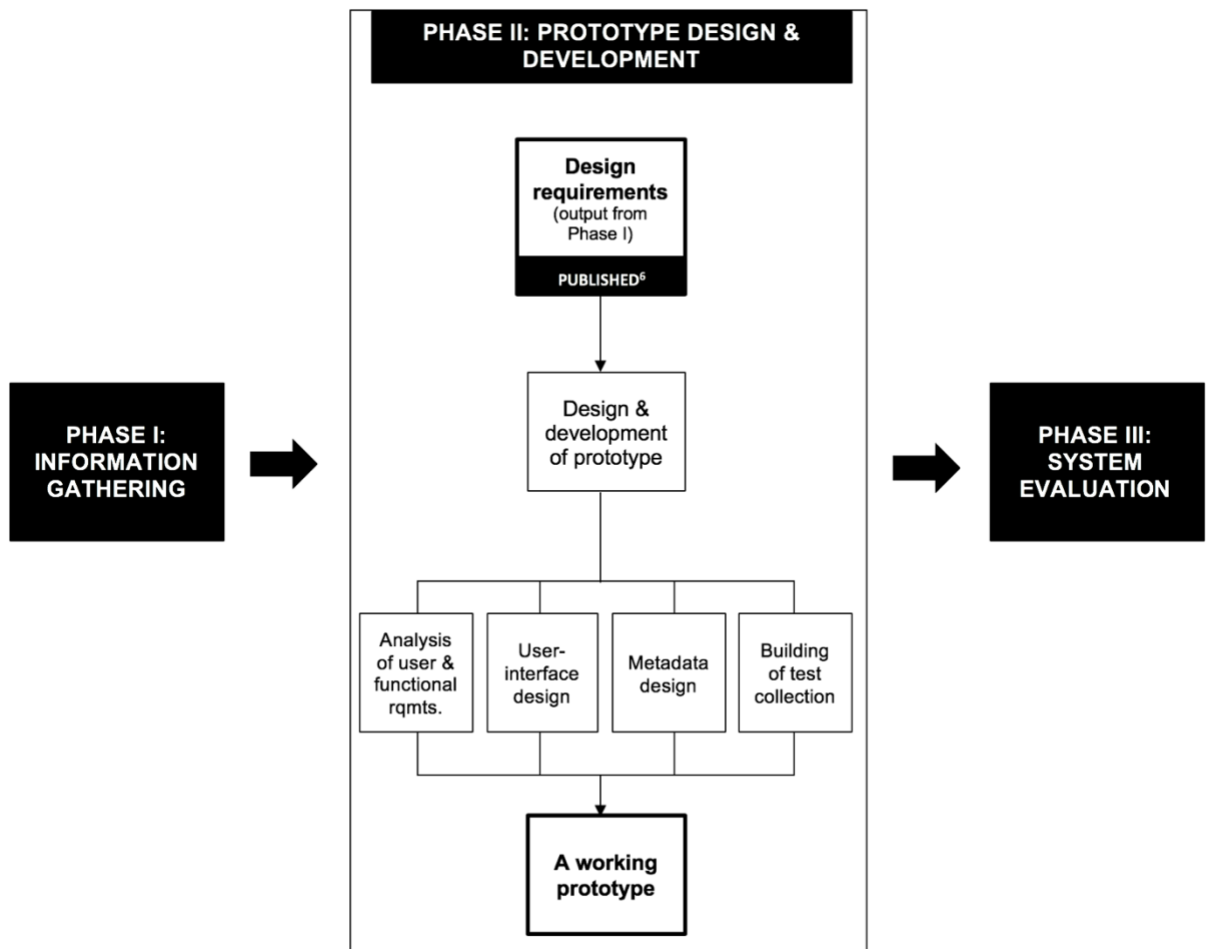 PHASE II: PROTOTYPE DESIGN &
DEVELOPMENT
Design
requirements
(output from
Phase I)
PUBLISHED⁶
Design &
development
of prototype
PHASE I:
INFORMATION
GATHERING
PHASE III:
SYSTEM
EVALUATION
Analysis
of user &
functional
rqmts.
User-
interface
design
Metadata
design
Building
of test
collection
A working
prototype